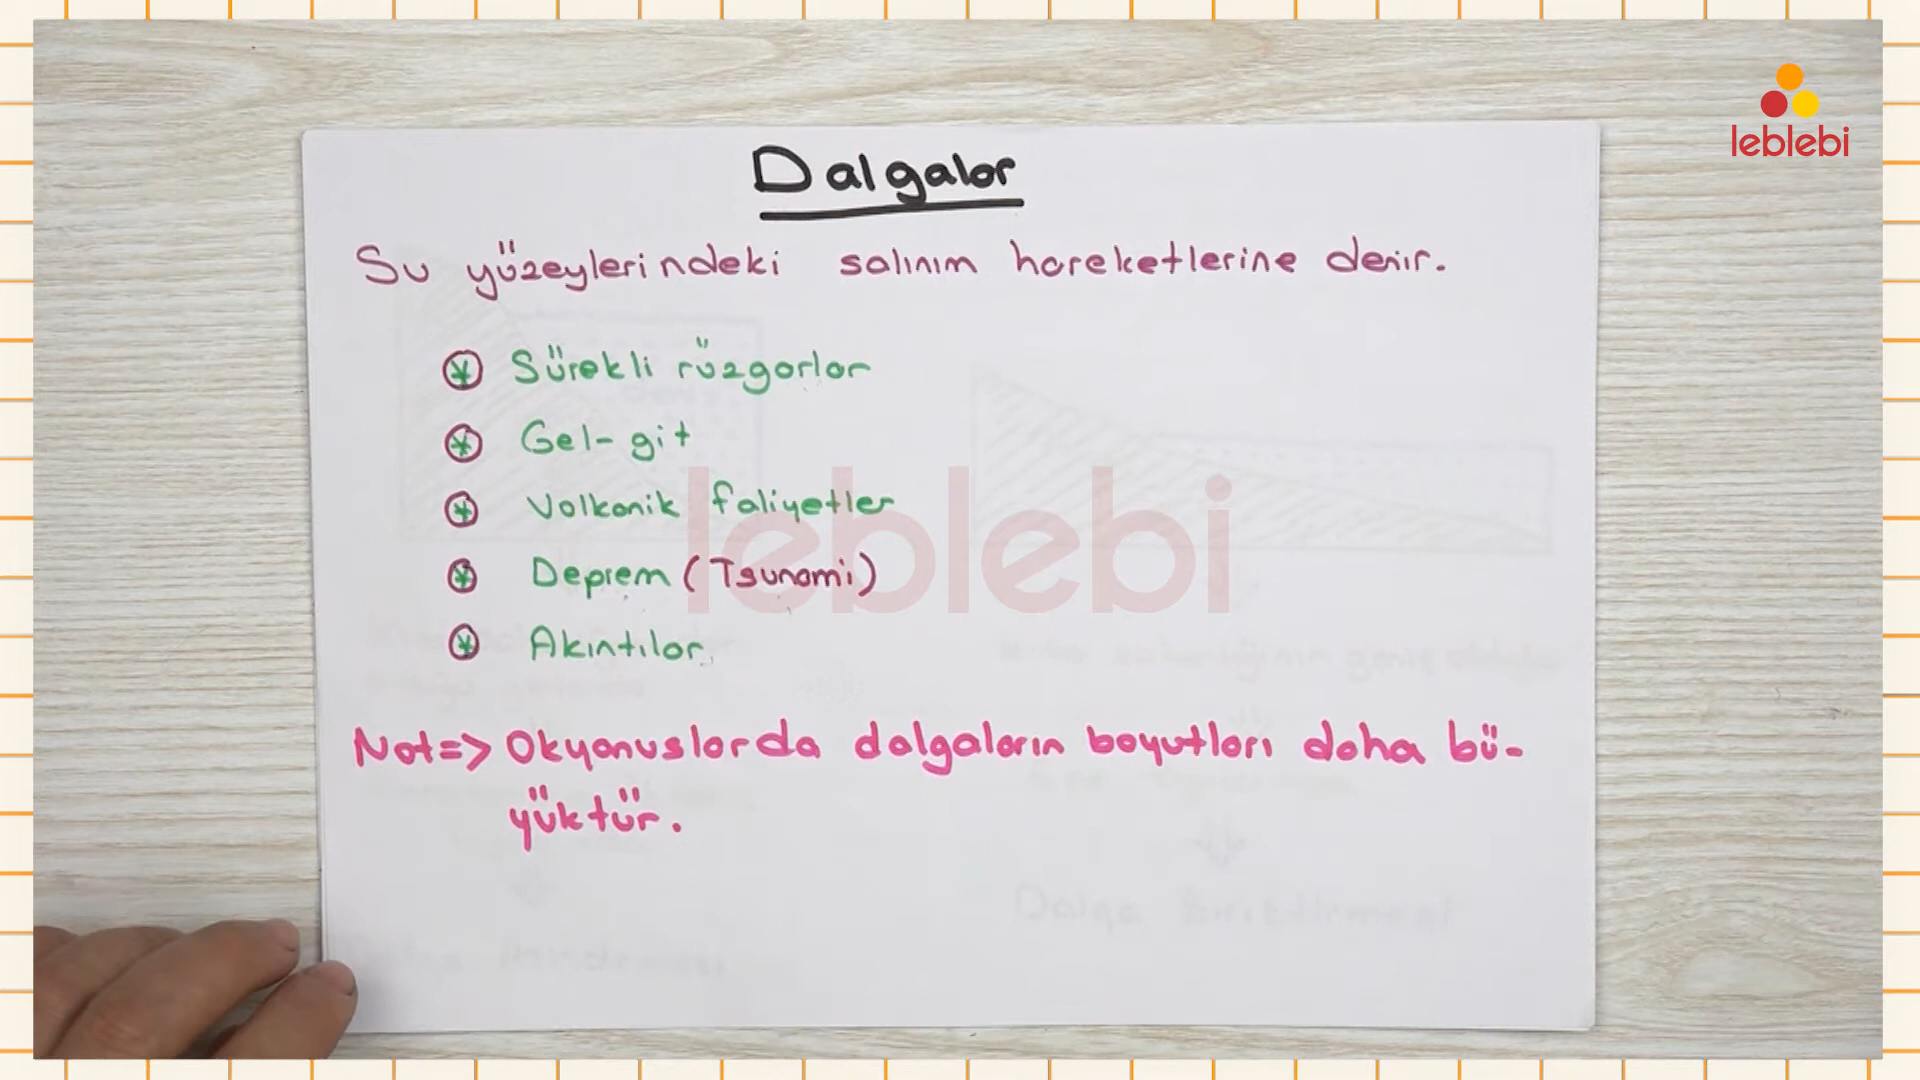 leblebi
Dalgalar
Su yüzeylerindeki salınım hareketlerine denir.
Sürekli rüzgarlar
Gel-git
Volkanik faliyetler
leblebi
Deprem (Tsunami)
Akıntılar
Not=> Okyanuslarda dalgaların boyutları daha bü-
yüktür.